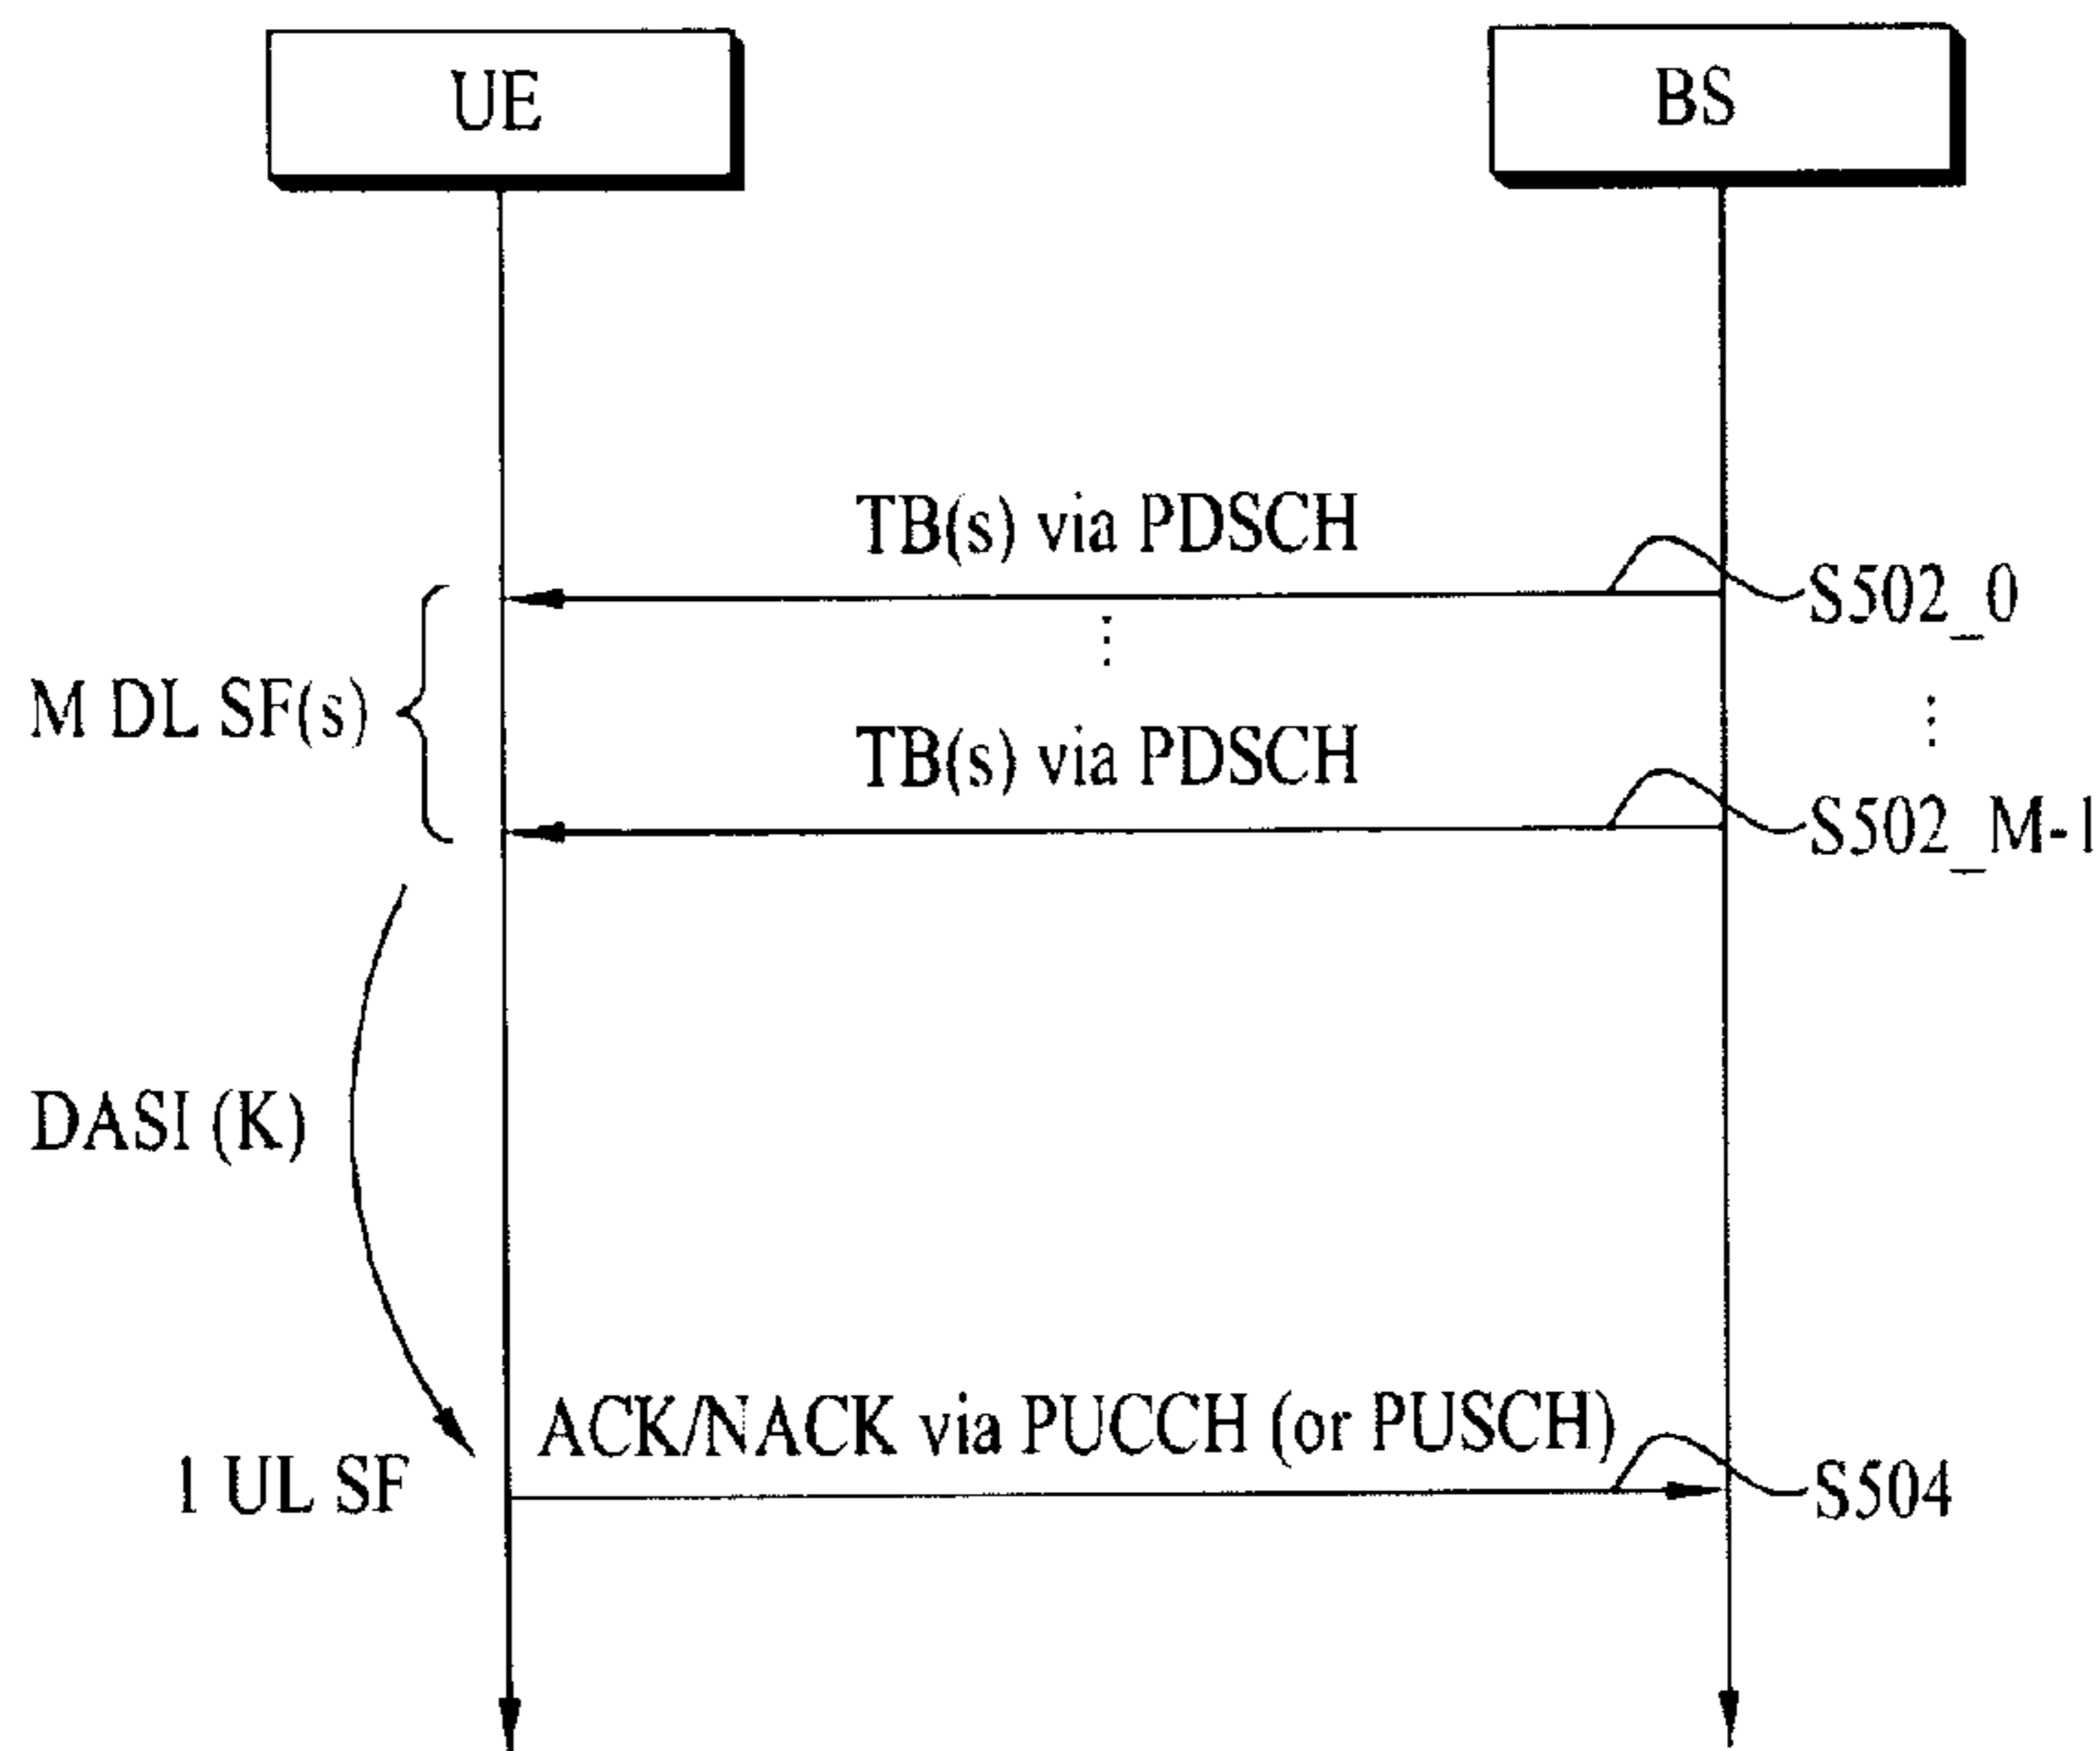 UE
BS
TB(s) via PDSCH
S502_0
⋮
⋮
M DL SF(s)
TB(s) via PDSCH
S502_M-1
DASI (K)
ACK/NACK via PUCCH (or PUSCH)
1 UL SF
S504